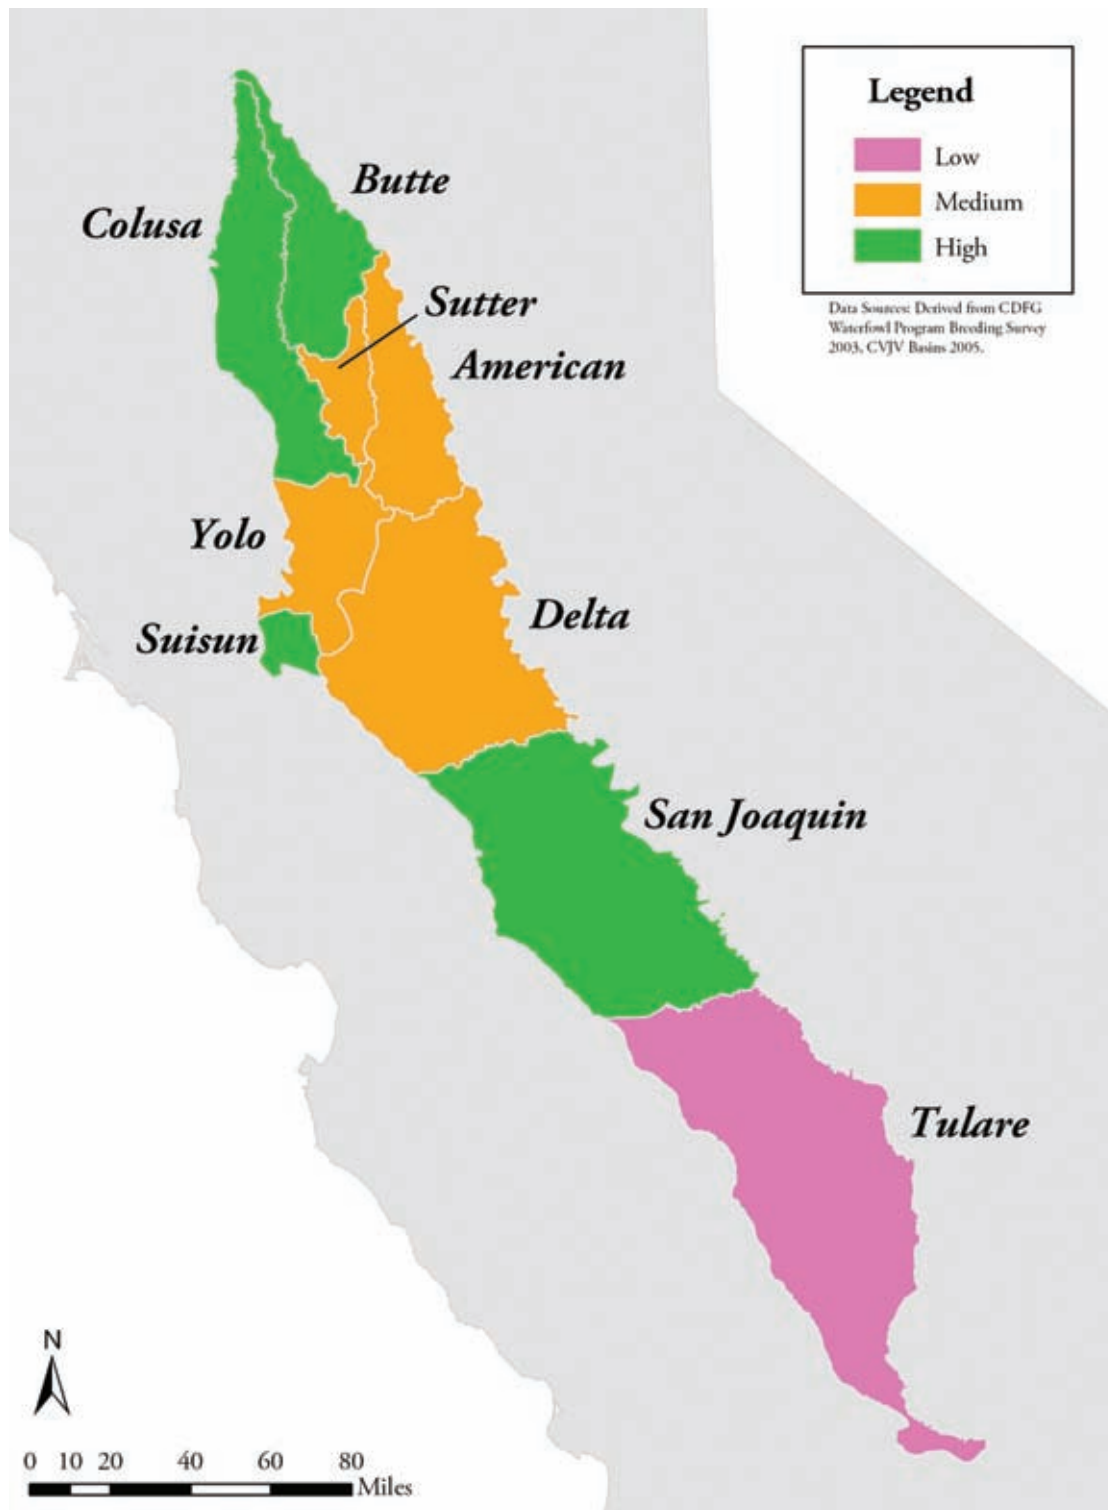 Legend
Low
Medium
High
Data Sources: Derived from CDFG
Waterfowl Program Breeding Survey
2003, CVJV Basins 2005.
Butte
Colusa
Sutter
American
Yolo
Delta
Suisun
San Joaquin
Tulare
N
0 10 20 40 60 80
Miles